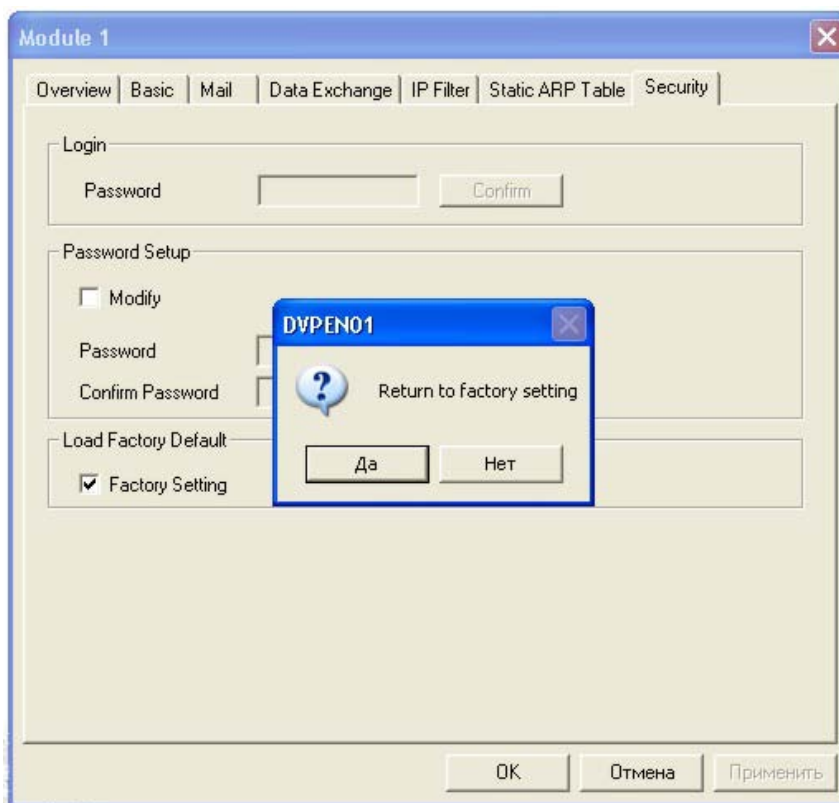 Module 1
Overview Basic Mail Data Exchange IP Filter Static ARP Table Security
Login
Password Confirm
Password Setup
Modify
DVPEN01
Password
Return to factory setting
Confirm Password
Load Factory Default
Да Нет
Factory Setting
OK Отмена Применить